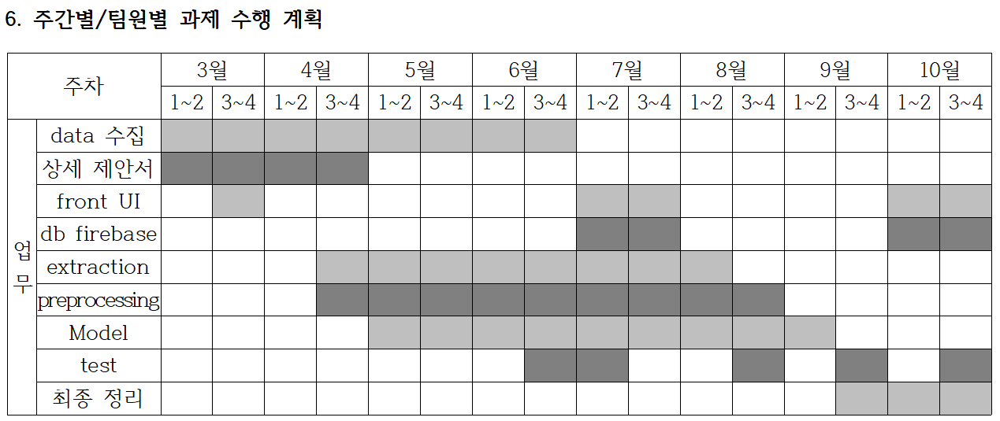 6. 주간별/팀원별 과제 수행 계획
주차 3월 4월 5월 6월 7월 8월 9월 10월
1~2 3~4 1~2 3~4 1~2 3~4 1~2 3~4 1~2 3~4 1~2 3~4 1~2 3~4 1~2 3~4
업무
data 수집
상세 제안서
front UI
db firebase
extraction
preprocessing
Model
test
최종 정리